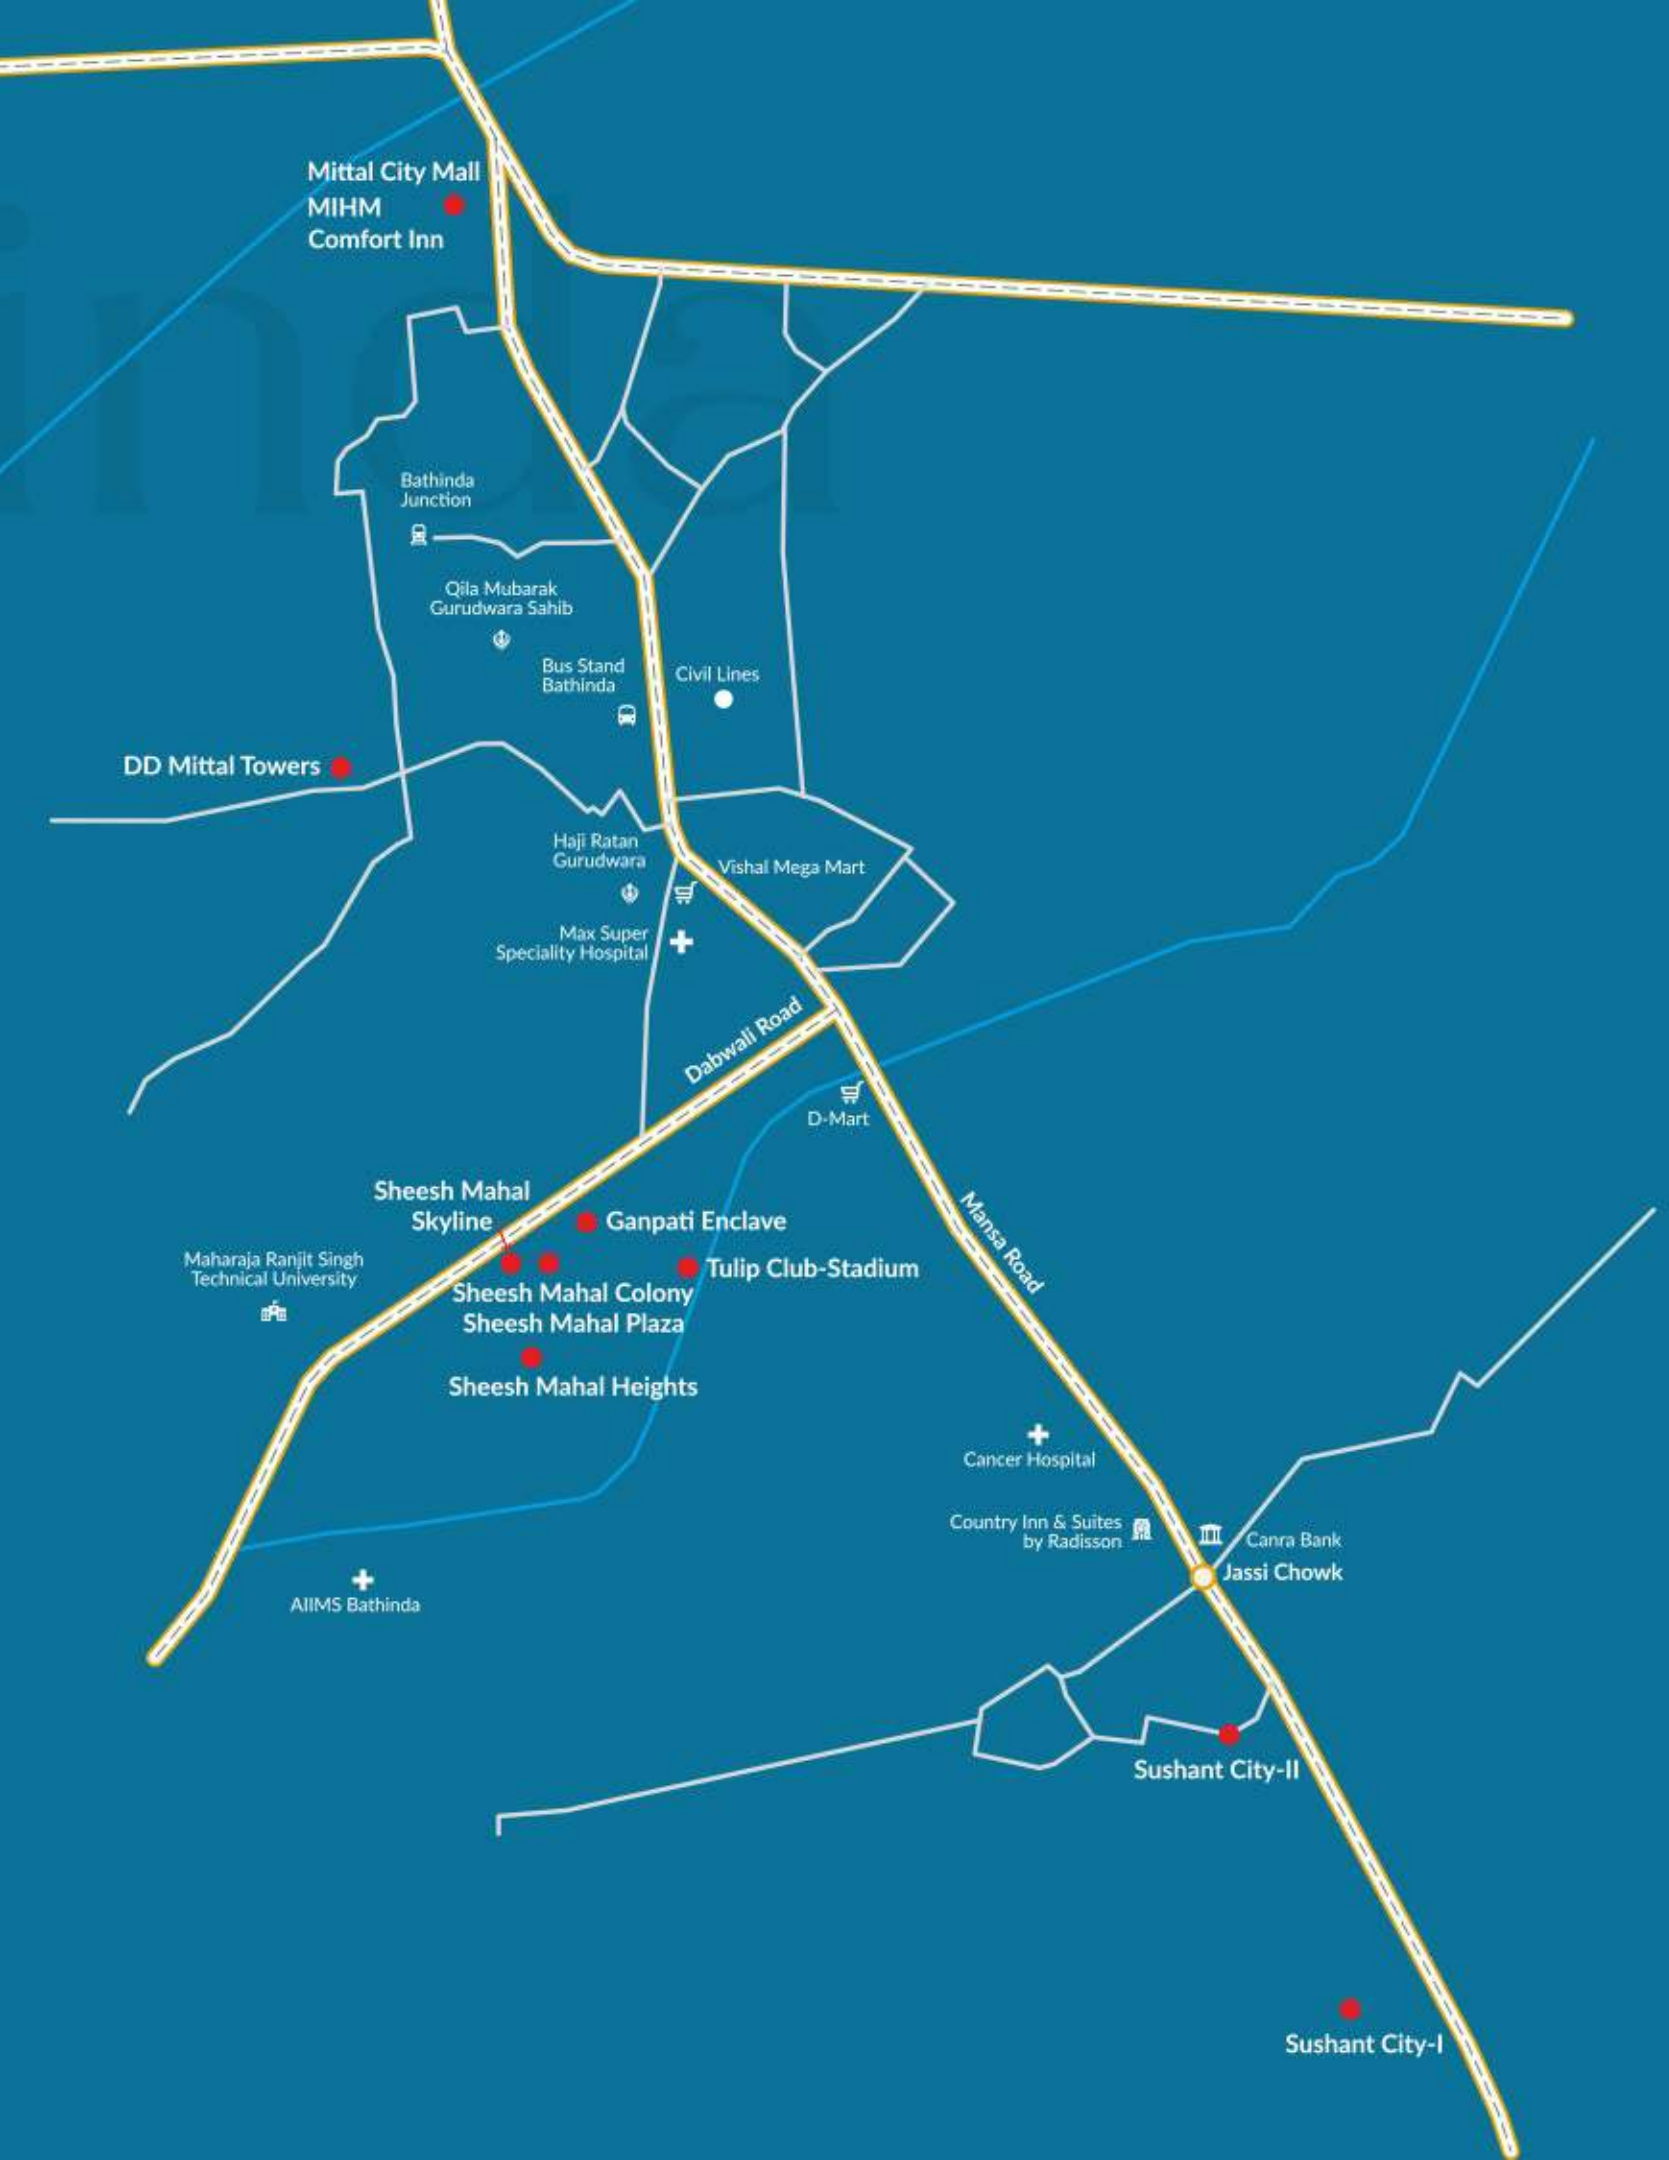 inda
Mittal City Mall
MIHM
Comfort Inn
Bathinda
Junction
Qila Mubarak
Gurudwara Sahib
Bus Stand
Bathinda
Civil Lines
DD Mittal Towers
Haji Ratan
Gurudwara
Vishal Mega Mart
Max Super
Speciality Hospital
Dabwali Road
D-Mart
Sheesh Mahal
Skyline
Ganpati Enclave
Mansa Road
Maharaja Ranjit Singh
Technical University
Tulip Club-Stadium
Sheesh Mahal Colony
Sheesh Mahal Plaza
Sheesh Mahal Heights
Cancer Hospital
Country Inn & Suites
by Radisson
Canra Bank
Jassi Chowk
AIIMS Bathinda
Sushant City-II
Sushant City-I